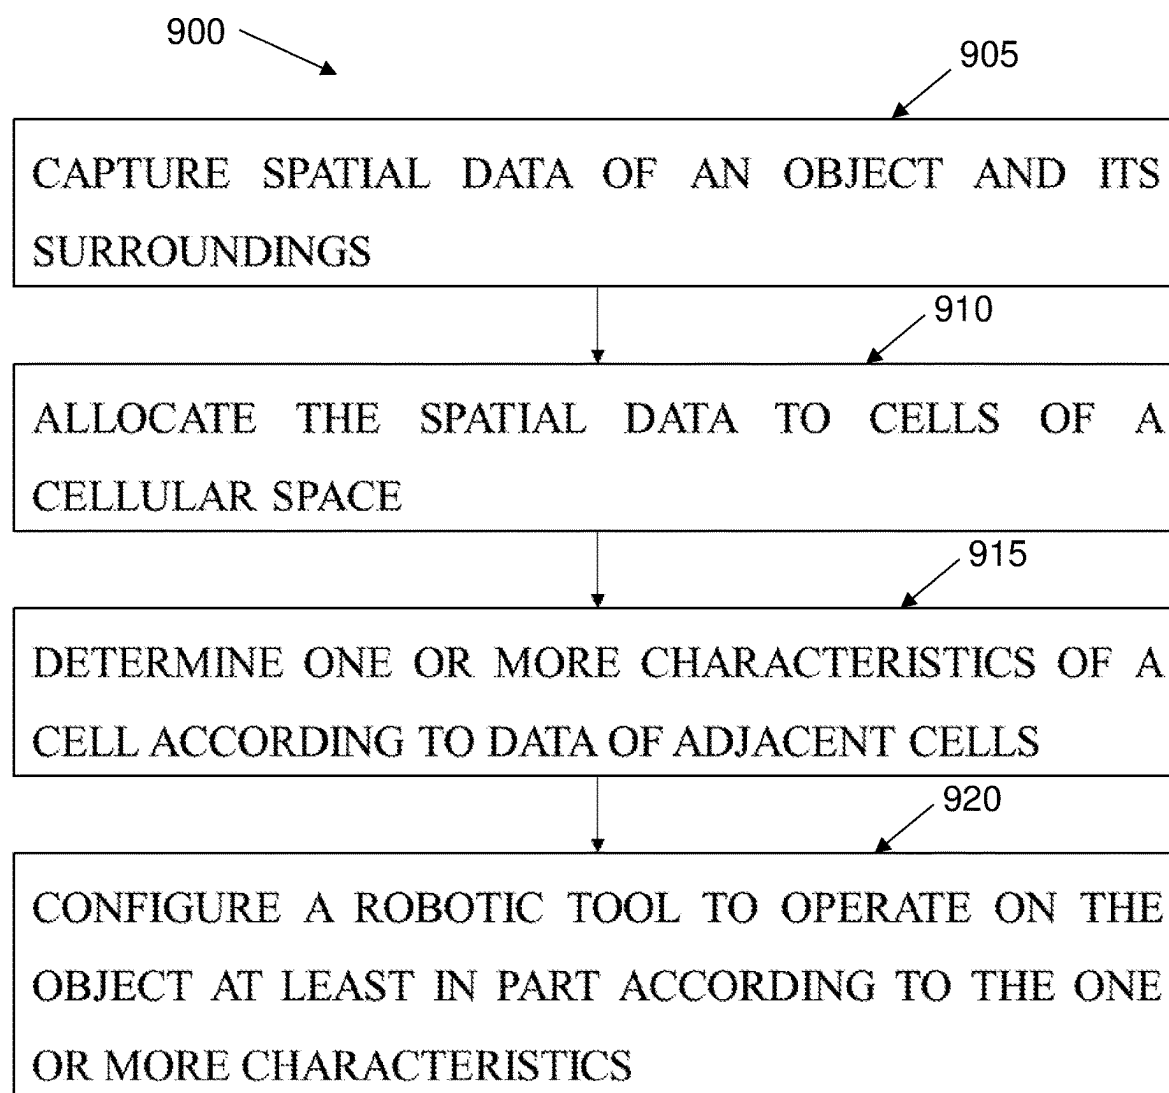 900
905
CAPTURE SPATIAL DATA OF AN OBJECT AND ITS
SURROUNDINGS
910
ALLOCATE THE SPATIAL DATA TO CELLS OF A
CELLULAR SPACE
915
DETERMINE ONE OR MORE CHARACTERISTICS OF A
CELL ACCORDING TO DATA OF ADJACENT CELLS
920
CONFIGURE A ROBOTIC TOOL TO OPERATE ON THE
OBJECT AT LEAST IN PART ACCORDING TO THE ONE
OR MORE CHARACTERISTICS